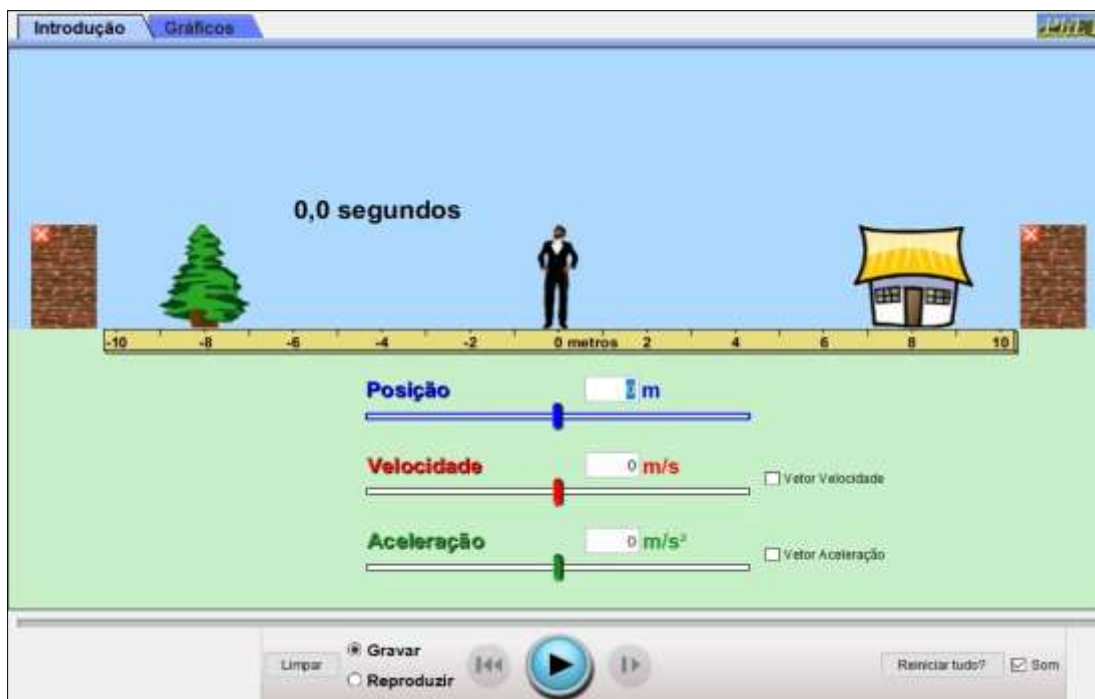 Introdução
Gráficos
0,0 segundos
-10 -8 -6 -4 -2 0 metros 2 4 6 8 10
Posição 0 m
Velocidade 0 m/s
Vetor Velocidade
Aceleração 0 m/s²
Vetor Aceleração
Limpar
Gravar
Reproduzir
Reiniciar tudo?
Som